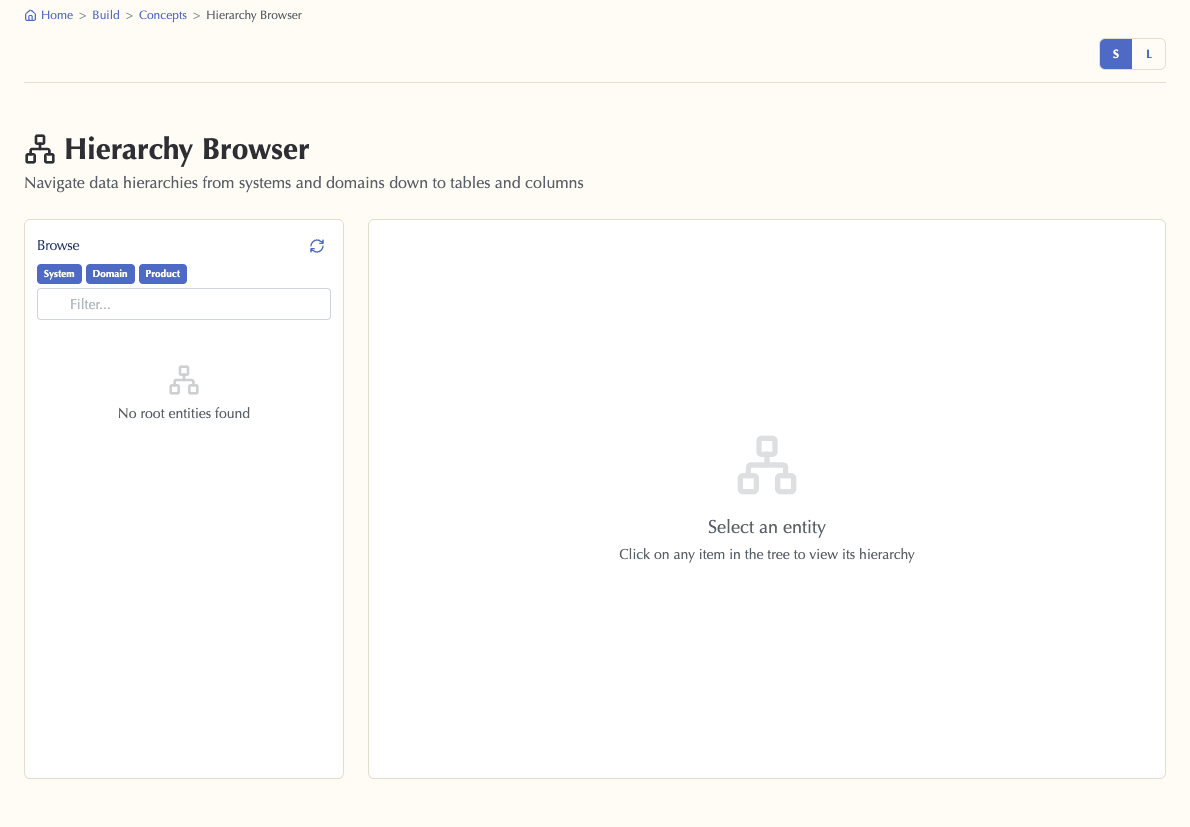 Home > Build > Concepts > Hierarchy Browser
S L
Hierarchy Browser
Navigate data hierarchies from systems and domains down to tables and columns
Browse
System Domain Product
Filter...
No root entities found
Select an entity
Click on any item in the tree to view its hierarchy